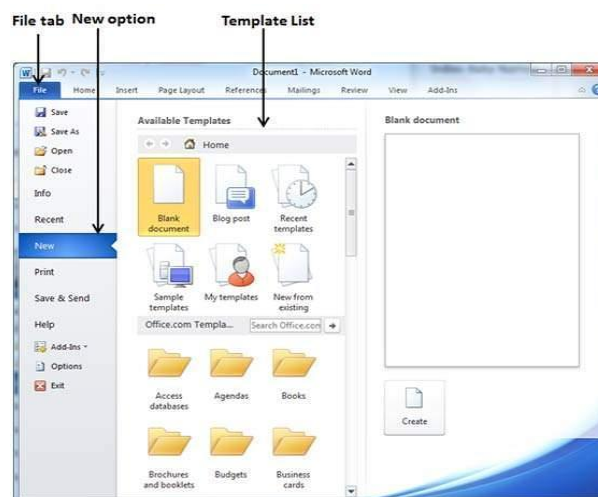 File tab New option Template List
Document1 - Microsoft Word
File Home Insert Page Layout References Mailings Review View Add-Ins
Save
Save As
Open
Close
Info
Recent
New
Print
Save & Send
Help
Add-Ins
Options
Exit
Available Templates
Home
Blank document
Blog post
Recent templates
Sample templates
My templates
New from existing
Office.com Templa... Search Office.con
Access databases
Agendas
Books
Brochures and booklets
Budgets
Business cards
Blank document
Create